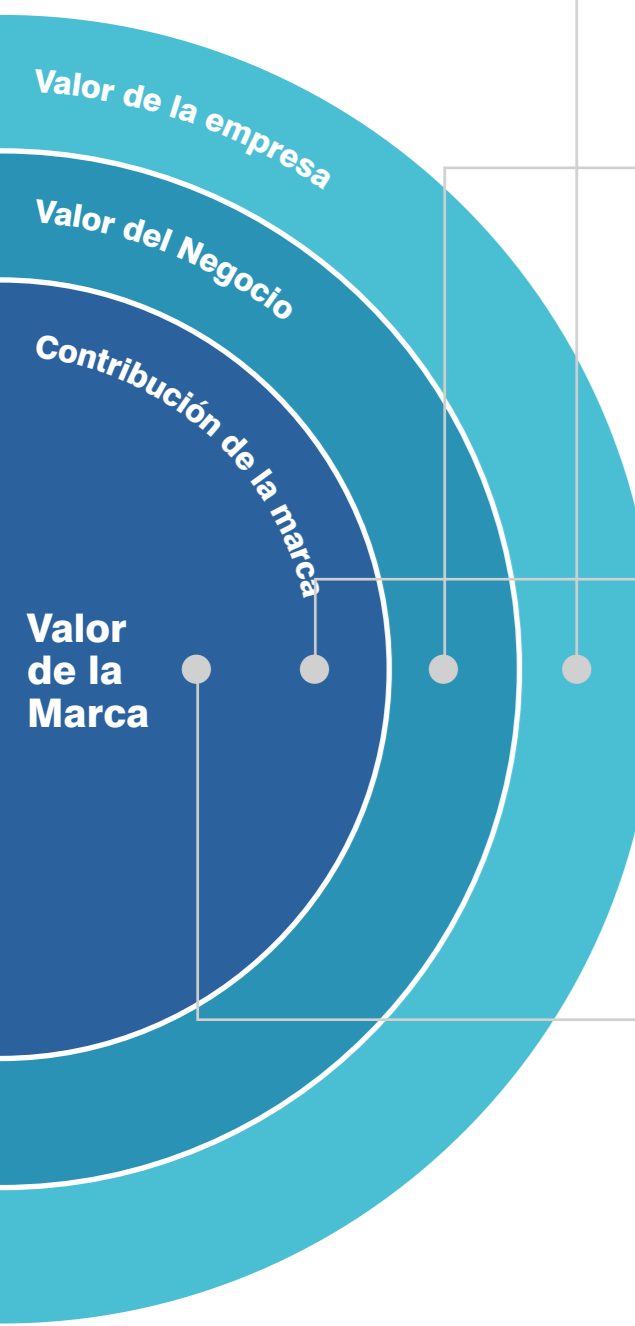 Valor de la empresa
Valor del Negocio
Contribución de la marca
Valor
de la
Marca